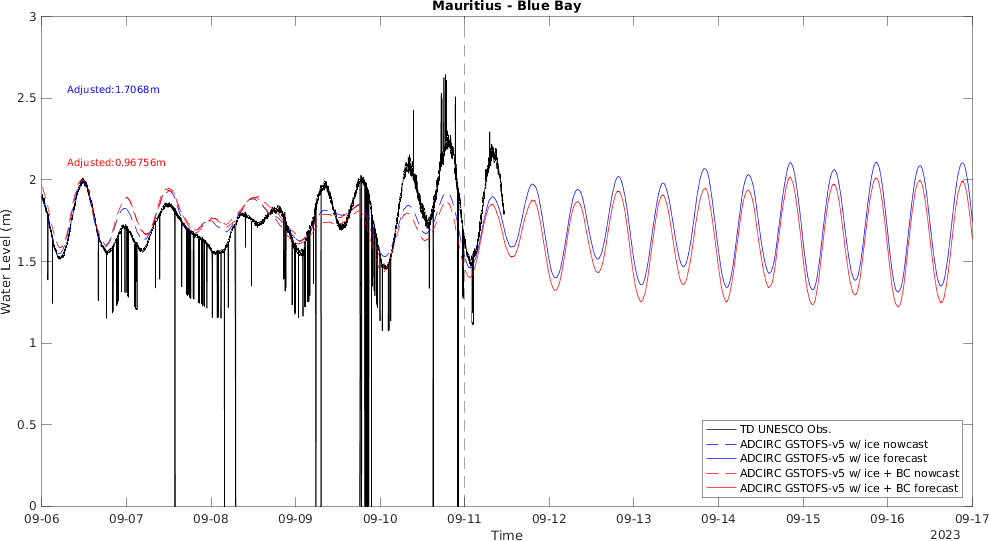 Mauritius - Blue Bay
3
2.5
2
1.5
1
0.5
0
Water Level (m)
Adjusted:1.7068m
Adjusted:0.96756m
TD UNESCO Obs.
ADCIRC GSTOFS-v5 w/ ice nowcast
ADCIRC GSTOFS-v5 w/ ice forecast
ADCIRC GSTOFS-v5 w/ ice + BC nowcast
ADCIRC GSTOFS-v5 w/ ice + BC forecast
09-06 09-07 09-08 09-09 09-10 09-11 09-12 09-13 09-14 09-15 09-16 09-17
Time
2023